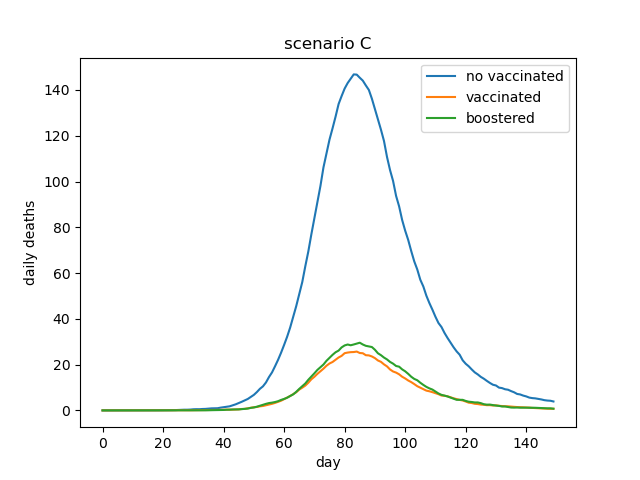 scenario C
no vaccinated
vaccinated
boostered
daily deaths
140
120
100
80
60
40
20
0
0 20 40 60 80 100 120 140
day